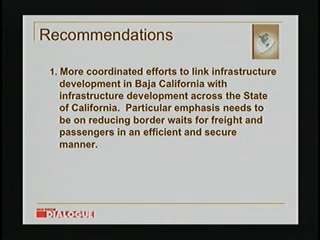 Recommendations
1. More coordinated efforts to link infrastructure
development in Baja California with
infrastructure development across the State
of California. Particular emphasis needs to
be on reducing border waits for freight and
passengers in an efficient and secure
manner.
SAN DIEGO
DIALOGUE